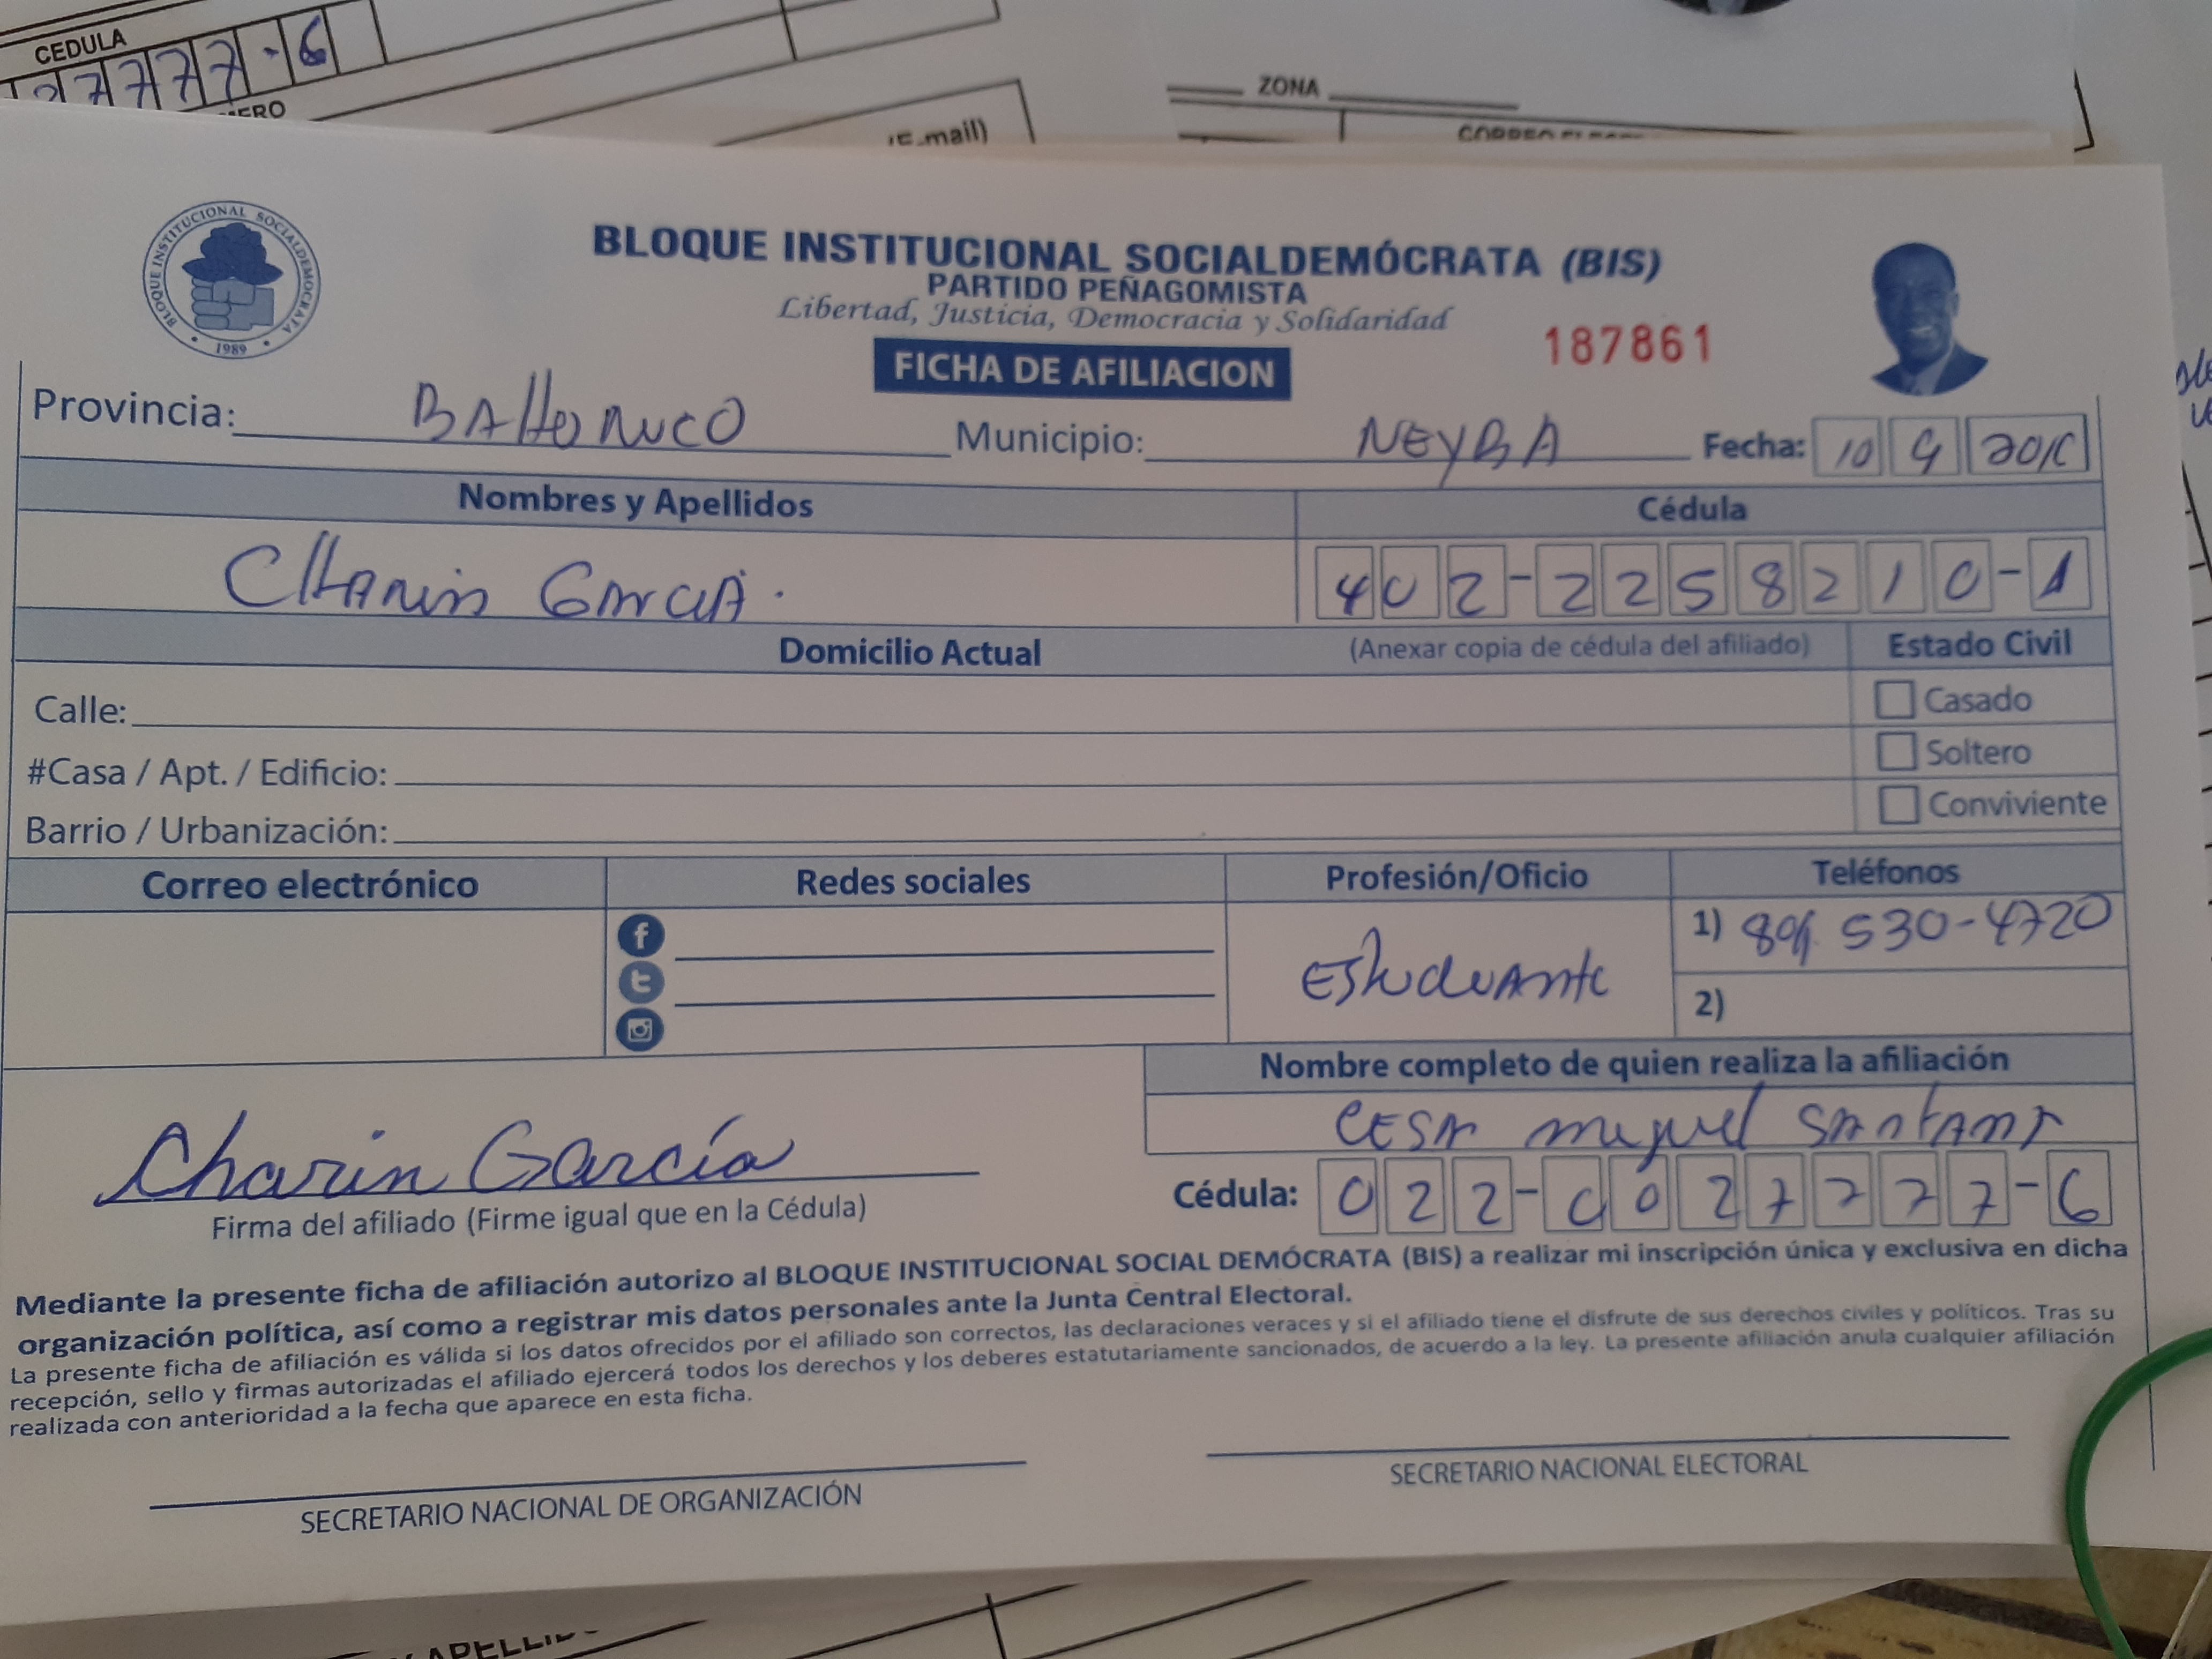 CEDULA
2777-6
ZONA
(E-mail)
BLOQUE INSTITUCIONAL SOCIALDEMOCRATA
1989
BLOQUE INSTITUCIONAL SOCIALDEMÓCRATA (BIS)
PARTIDO PEÑAGOMISTA
Libertad, Justicia, Democracia y Solidaridad
187861
FICHA DE AFILIACION
Provincia: BAHORUCO Municipio: NEYBA Fecha: 10 9
Nombres y Apellidos Cédula
CHARIN GARCIA. 402-2258210-1
Domicilio Actual (Anexar copia de cédula del afiliado) Estado Civil
Calle: Casado
#Casa / Apt. / Edificio: Soltero
Barrio / Urbanización: Conviviente
Correo electrónico Redes sociales Profesión/Oficio Teléfonos
Estudiante 1) 809. 530-4720
2)
Nombre completo de quien realiza la afiliación
CESAR miguel SANTANA
Charin García
Firma del afiliado (Firme igual que en la Cédula) Cédula: 022-0027777-6
Mediante la presente ficha de afiliación autorizo al BLOQUE INSTITUCIONAL SOCIAL DEMÓCRATA (BIS) a realizar mi inscripción única y exclusiva en dicha
organización política, así como a registrar mis datos personales ante la Junta Central Electoral.
La presente ficha de afiliación es válida si los datos ofrecidos por el afiliado son correctos, las declaraciones veraces y si el afiliado tiene el disfrute de sus derechos civiles y políticos. Tras su
recepción, sello y firmas autorizadas el afiliado ejercerá todos los derechos y los deberes estatutariamente sancionados, de acuerdo a la ley. La presente afiliación anula cualquier afiliación
realizada con anterioridad a la fecha que aparece en esta ficha.
SECRETARIO NACIONAL DE ORGANIZACIÓN SECRETARIO NACIONAL ELECTORAL